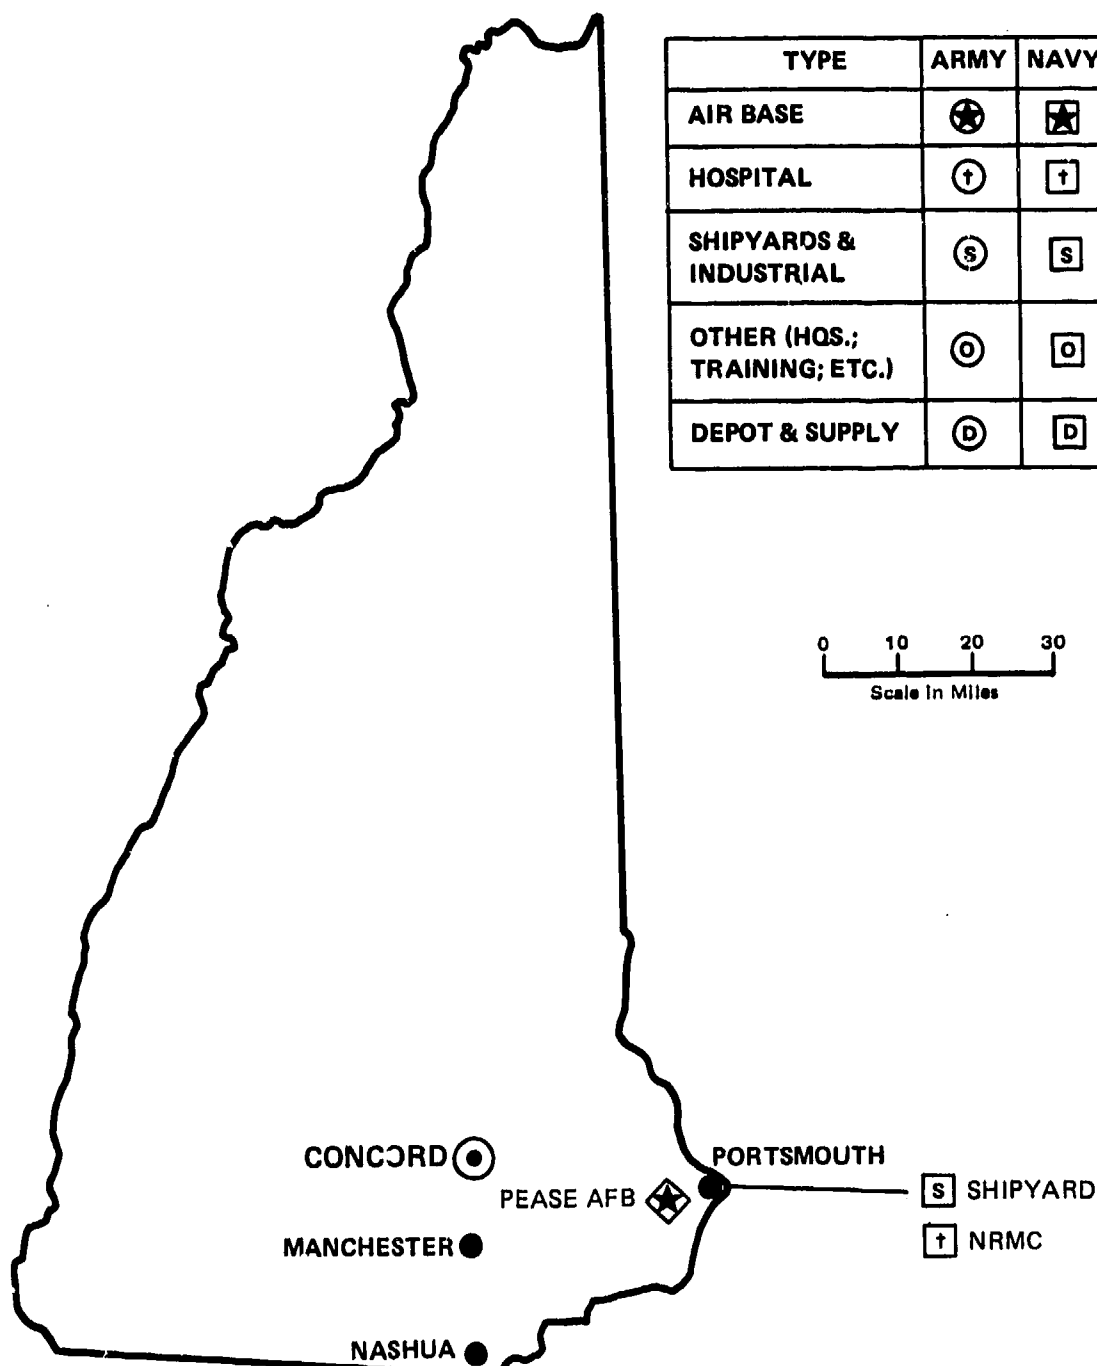 TYPE ARMY NAVY
AIR BASE
HOSPITAL † †
SHIPYARDS &
INDUSTRIAL S S
OTHER (HQS.;
TRAINING; ETC.) O O
DEPOT & SUPPLY D D
0 10 20 30
Scale in Miles
CONCORD
PORTSMOUTH
PEASE AFB
S SHIPYARD
† NRMC
MANCHESTER
NASHUA